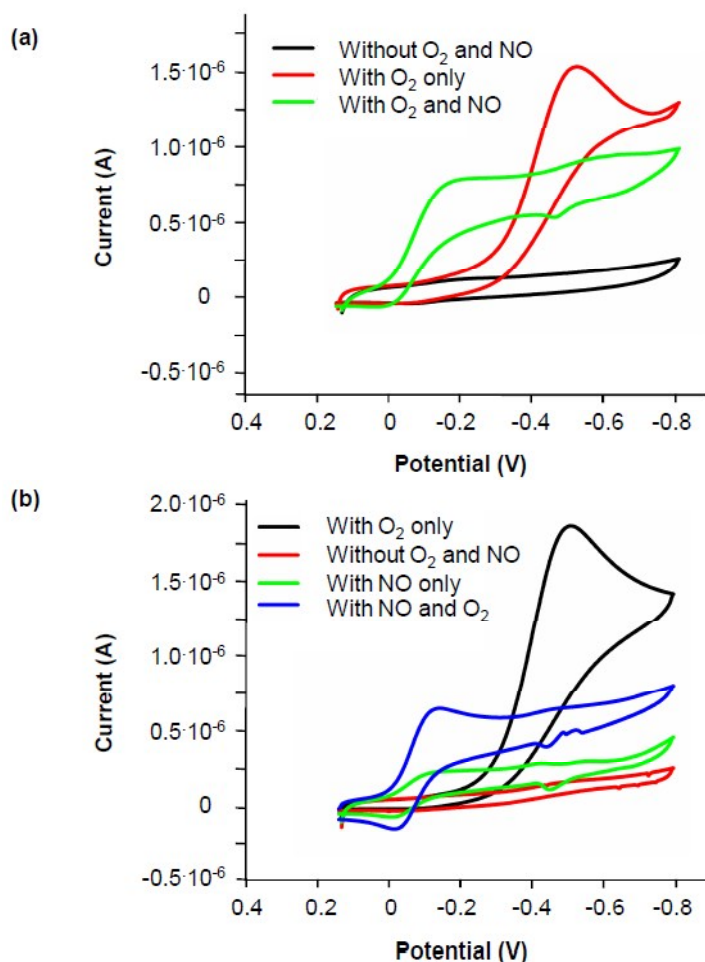 (a)
Without O₂ and NO
With O₂ only
With O₂ and NO
1.5·10⁻⁶
1.0·10⁻⁶
0.5·10⁻⁶
0
-0.5·10⁻⁶
Current (A)
0.4 0.2 0 -0.2 -0.4 -0.6 -0.8
Potential (V)
(b)
2.0·10⁻⁶
With O₂ only
Without O₂ and NO
With NO only
With NO and O₂
1.5·10⁻⁶
1.0·10⁻⁶
0.5·10⁻⁶
0
-0.5·10⁻⁶
Current (A)
0.4 0.2 0 -0.2 -0.4 -0.6 -0.8
Potential (V)